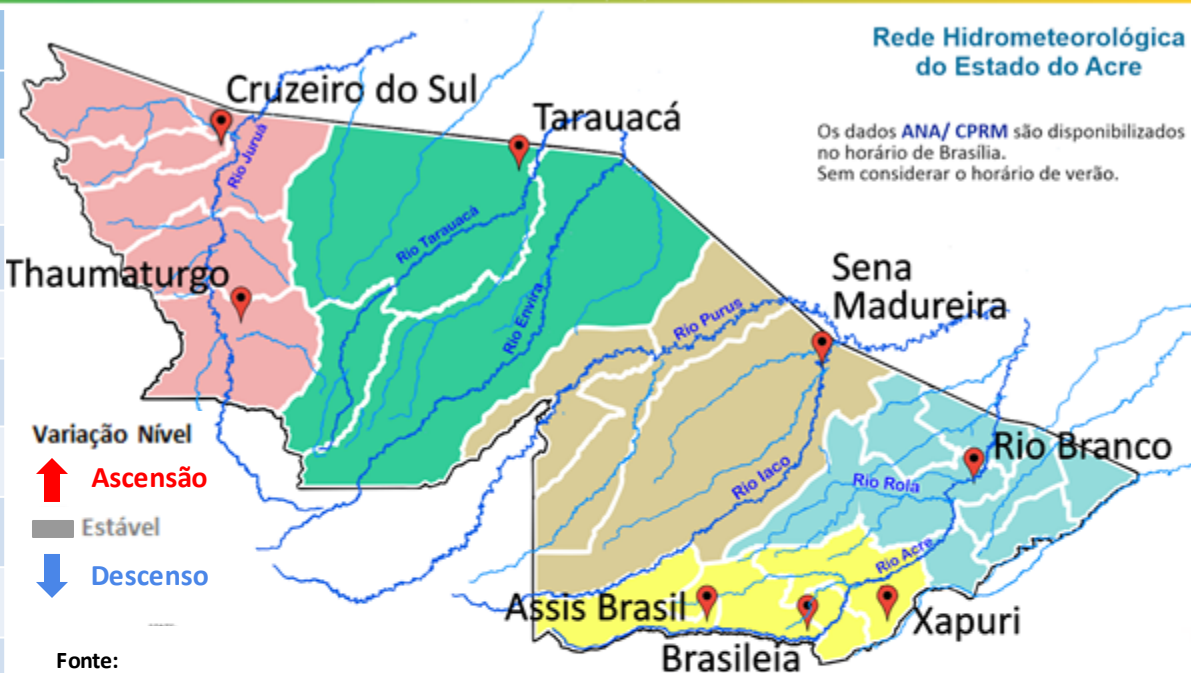 Rede Hidrometeorológica
do Estado do Acre
Os dados ANA/ CPRM são disponibilizados
no horário de Brasília.
Sem considerar o horário de verão.
Cruzeiro do Sul
Tarauacá
Rio Juruá
Rio Tarauacá
Thaumaturgo
Rio Envira
Sena
Madureira
Rio Purus
Variação Nível
Ascensão
Estável
Descenso
Rio Branco
Rio Iaco
Rio Rola
Rio Acre
Assis Brasil
Xapuri
Brasileia
Fonte: